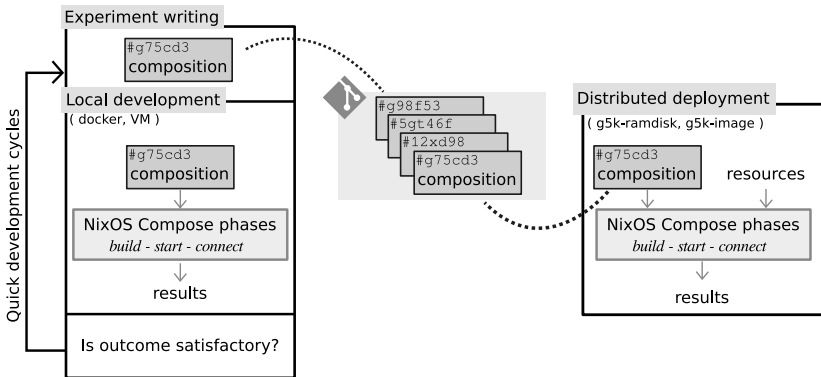 Experiment writing
#g75cd3
composition
Local development
( docker, VM )
#g75cd3
composition
NixOS Compose phases
build - start - connect
results
Is outcome satisfactory?
Quick development cycles
#g98f53
#5gt46f
#12xd98
#g75cd3
composition
Distributed deployment
( g5k-ramdisk, g5k-image )
#g75cd3
composition
resources
NixOS Compose phases
build - start - connect
results